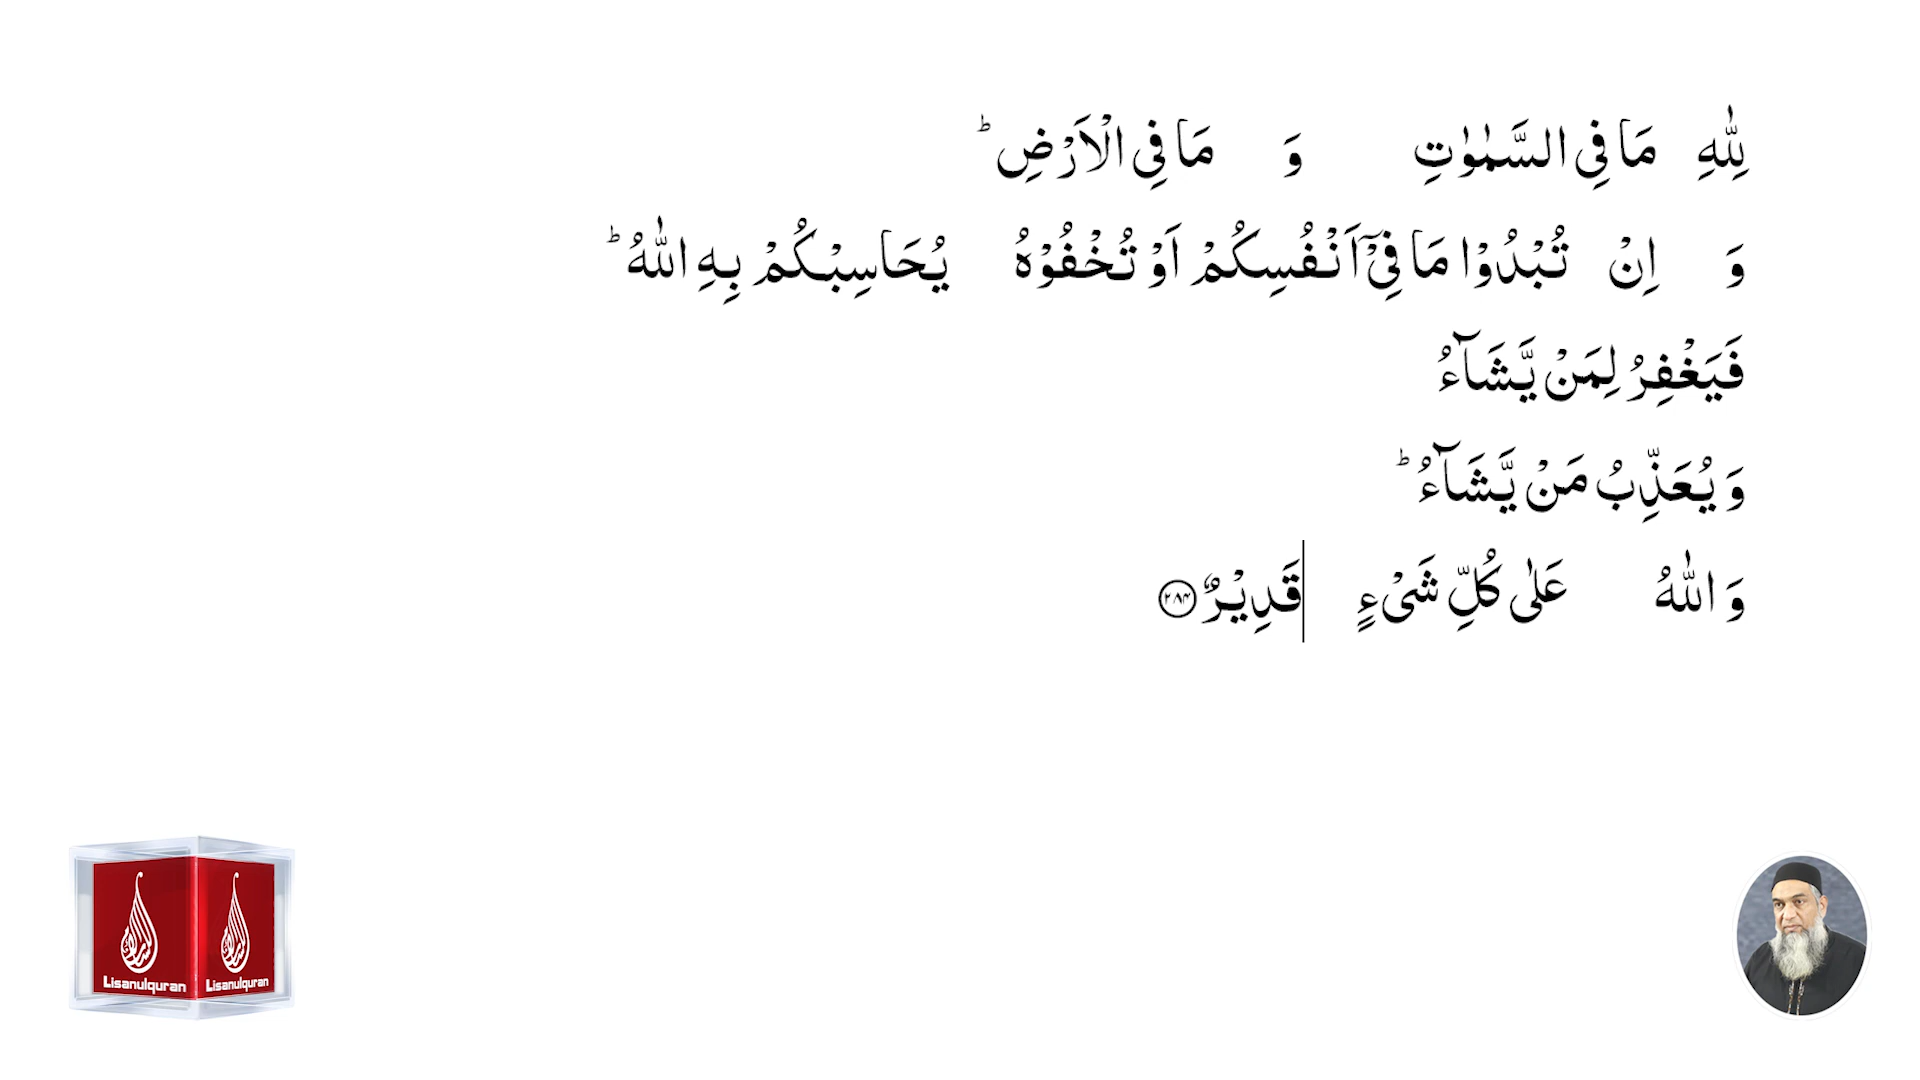 لِلّٰهِ مَا فِی السَّمٰوٰتِ وَ مَا فِی الْاَرْضِ ؕ
وَ اِنْ تُبْدُوْا مَا فِیْۤ اَنْفُسِكُمْ اَوْ تُخْفُوْهُ یُحَاسِبْكُمْ بِهِ اللّٰهُ ؕ
فَیَغْفِرُ لِمَنْ یَّشَآءُ
وَ یُعَذِّبُ مَنْ یَّشَآءُ ؕ
وَ اللّٰهُ عَلٰی كُلِّ شَیْءٍ قَدِیْرٌ ﴿۲۸۴﴾
Lisanulquran Lisanulquran